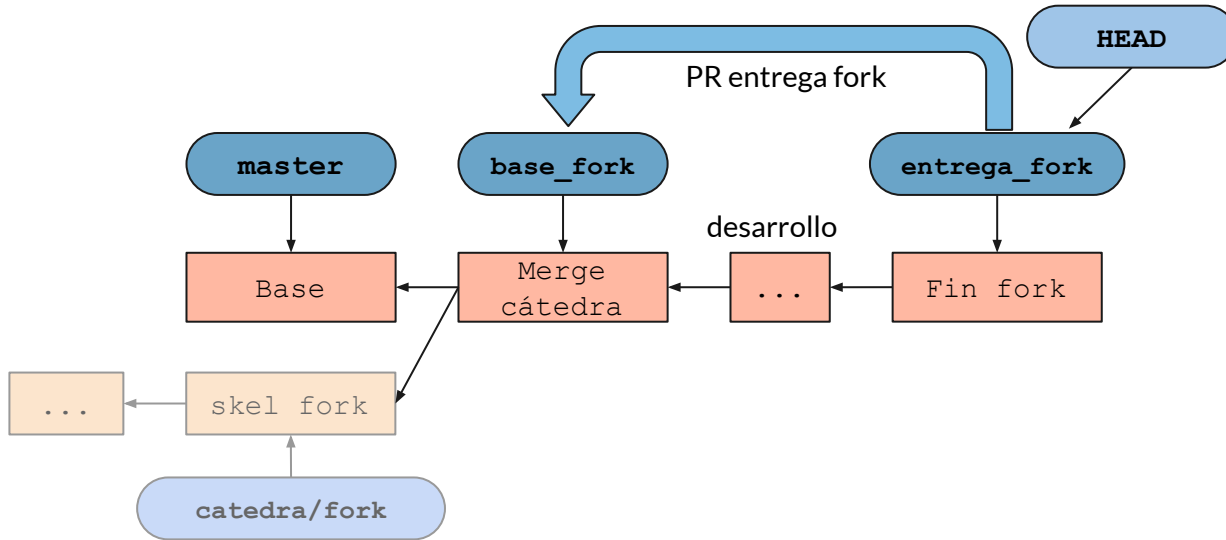 HEAD
PR entrega fork
master
base_fork
entrega_fork
desarrollo
Base
Merge
cátedra
...
Fin fork
...
skel fork
catedra/fork